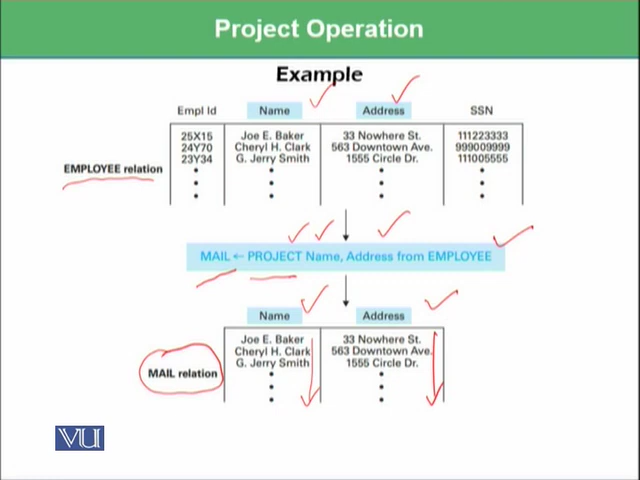 Project Operation
Example
Empl Id Name Address SSN
25X15 Joe E. Baker 33 Nowhere St. 111223333
24Y70 Cheryl H. Clark 563 Downtown Ave. 999009999
23Y34 G. Jerry Smith 1555 Circle Dr. 111005555
EMPLOYEE relation
MAIL ← PROJECT Name, Address from EMPLOYEE
Name Address
Joe E. Baker 33 Nowhere St.
Cheryl H. Clark 563 Downtown Ave.
G. Jerry Smith 1555 Circle Dr.
MAIL relation
VU